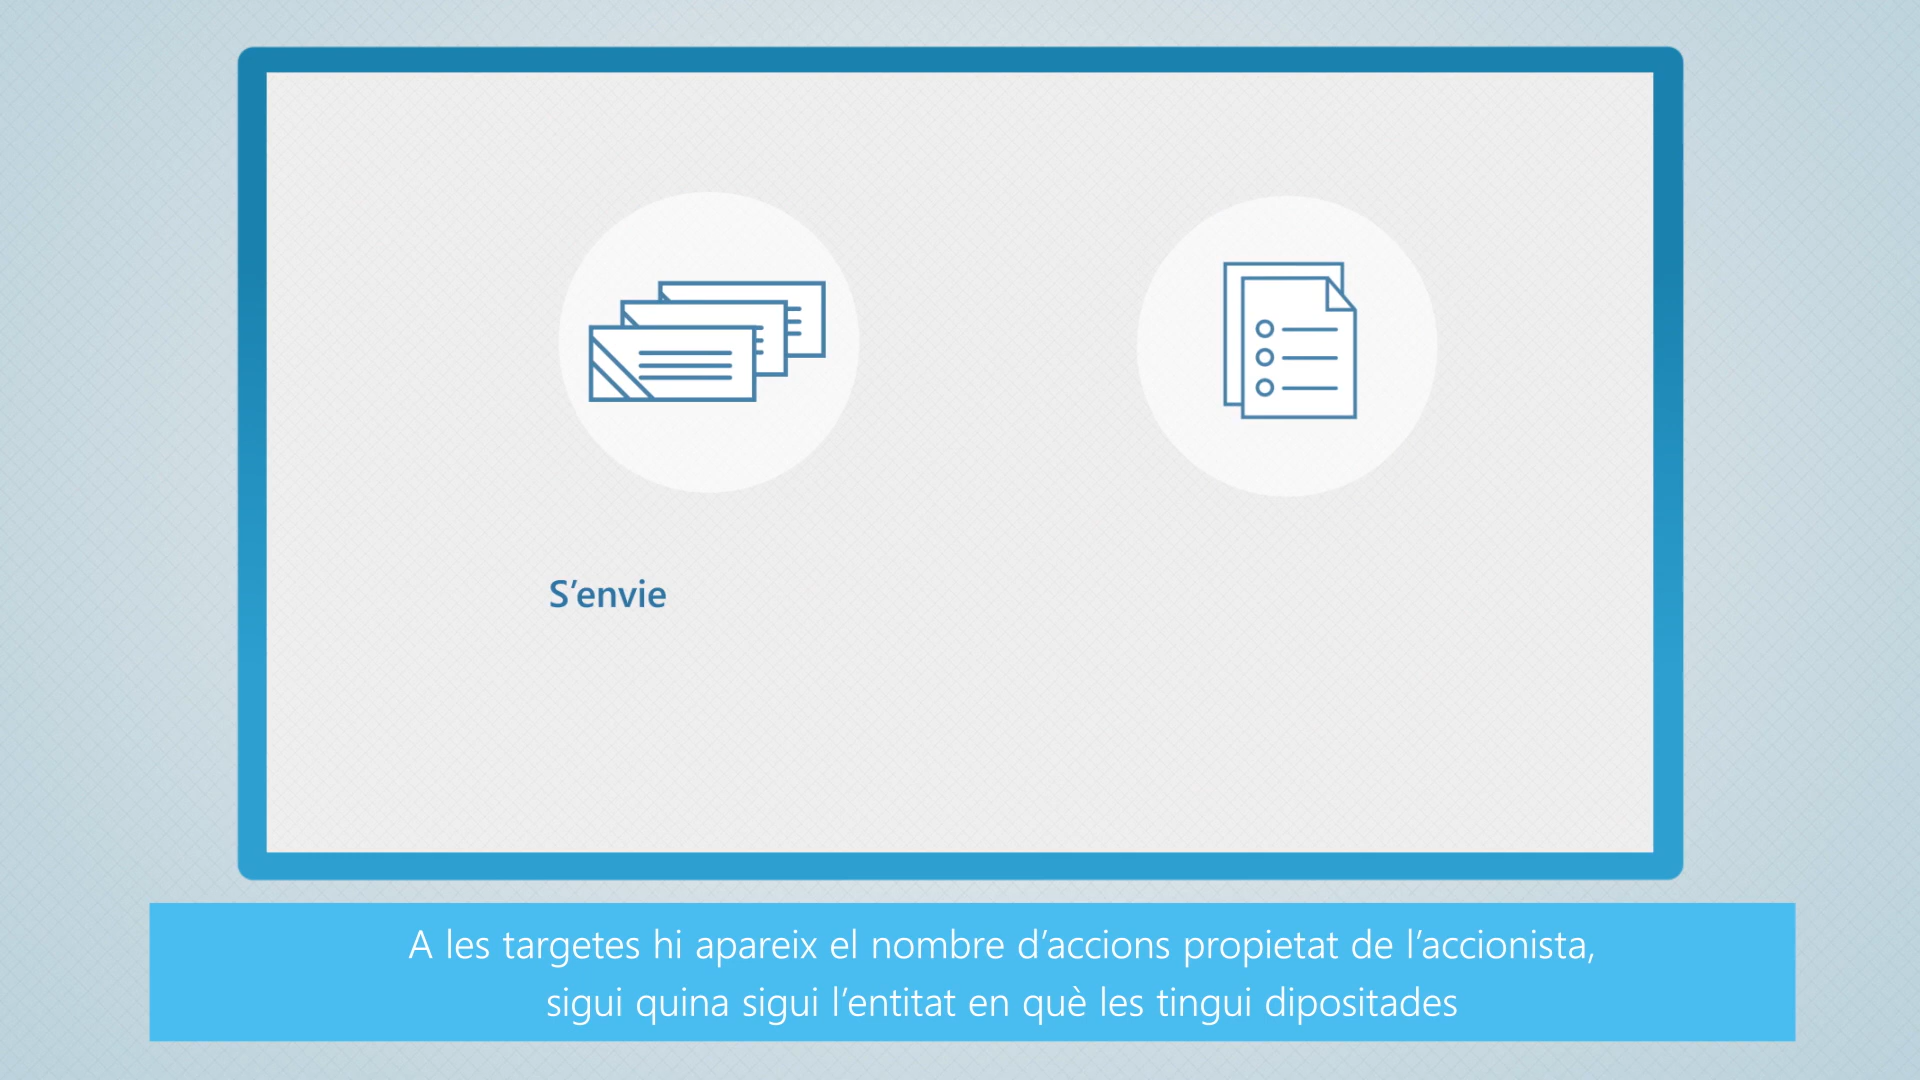 S’envie
A les targetes hi apareix el nombre d’accions propietat de l’accionista,
sigui quina sigui l’entitat en què les tingui dipositades